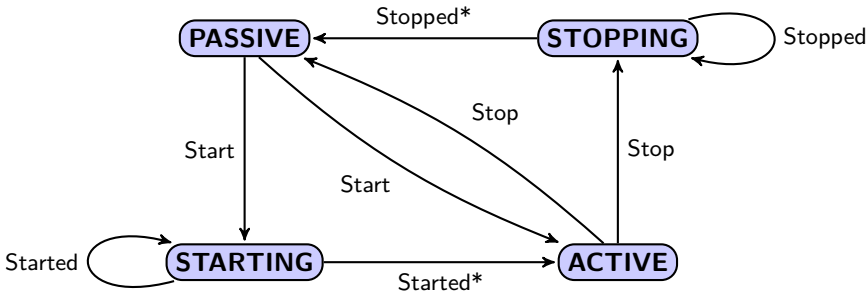 Stopped*
PASSIVE
STOPPING
Stopped
Stop
Start
Stop
Start
Started
STARTING
ACTIVE
Started*